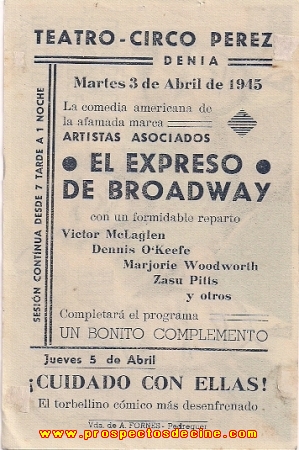 TEATRO-CIRCO PEREZ
DENIA
Martes 3 de Abril de 1945
La comedia americana de
la afamada marca
ARTISTAS ASOCIADOS
EL EXPRESO
DE BROADWAY
con un formidable reparto
Victor McLaglen
Dennis O'Keefe
Marjorie Woodworth
Zasu Pitts
y otros
Completará el programa
UN BONITO COMPLEMENTO
SESIÓN CONTINUA DESDE 7 TARDE A 1 NOCHE
Jueves 5 de Abril
¡CUIDADO CON ELLAS!
El torbellino cómico más desenfrenado
Vda. de A. FORNÉS - Pedreguer
www.prospectosdecine.com